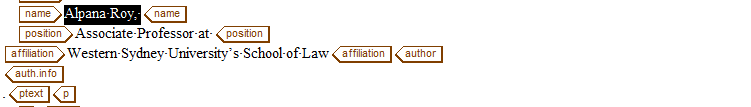 name Alpana·Roy,· name
position Associate·Professor·at· position
affiliation Western·Sydney·University’s·School·of·Law affiliation author
auth.info
. ptext p